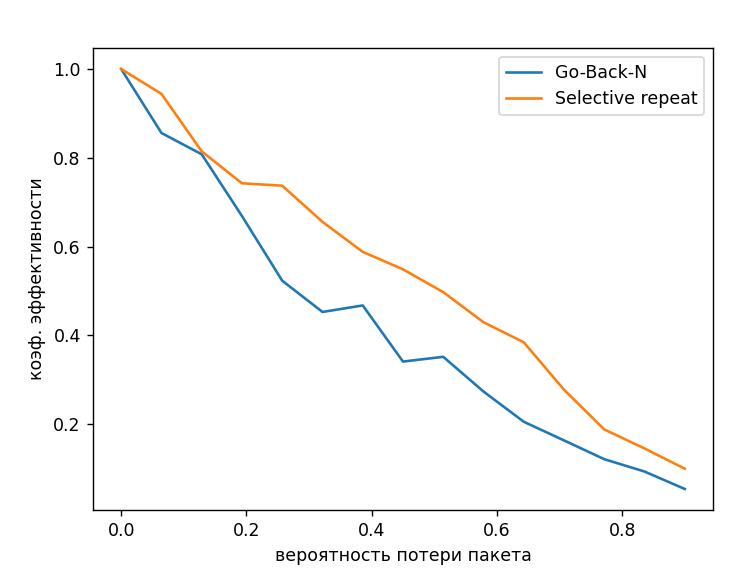 Go-Back-N
Selective repeat
коэф. эффективности
1.0
0.8
0.6
0.4
0.2
0.0 0.2 0.4 0.6 0.8
вероятность потери пакета